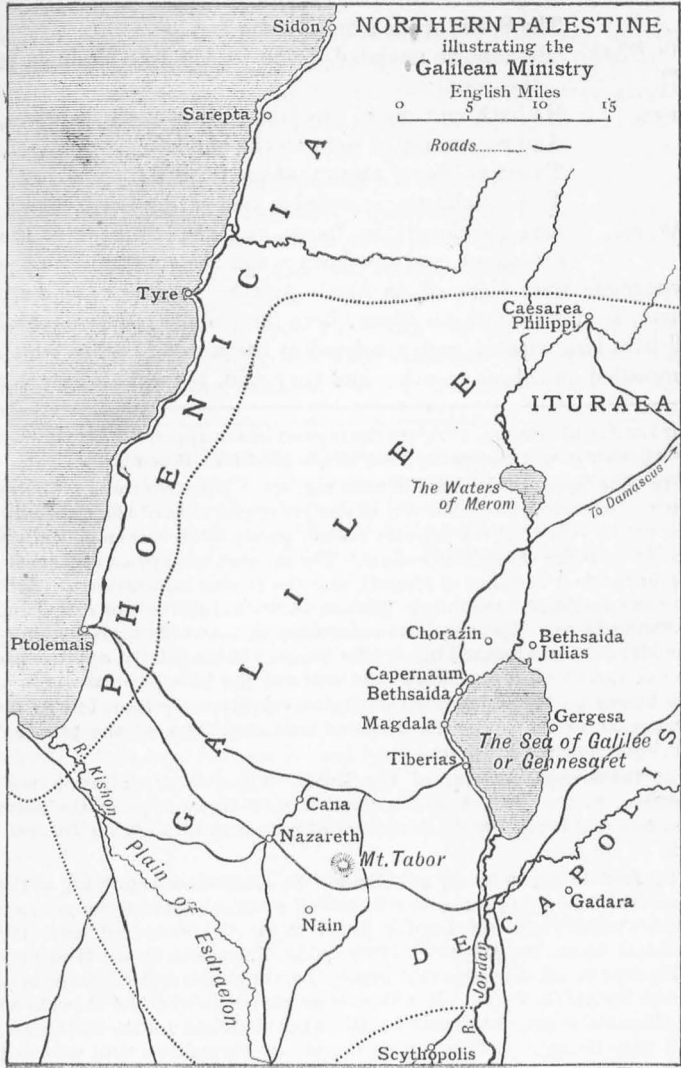 NORTHERN PALESTINE
illustrating the
Galilean Ministry
English Miles
0 5 10 15
Roads
Sidon
Sarepta
PHOENICIA
Tyre
Caesarea
Philippi
ITURAEA
GALILEE
The Waters
of Merom
To Damascus
Ptolemais
Chorazin
Bethsaida
Julias
Capernaum
Bethsaida
Magdala
Gergesa
The Sea of Galilee
or Gennesaret
Tiberias
R. Kishon
Cana
Nazareth
Mt. Tabor
Plain of Esdraelon
Nain
DECAPOLIS
Gadara
R. Jordan
Scythopolis